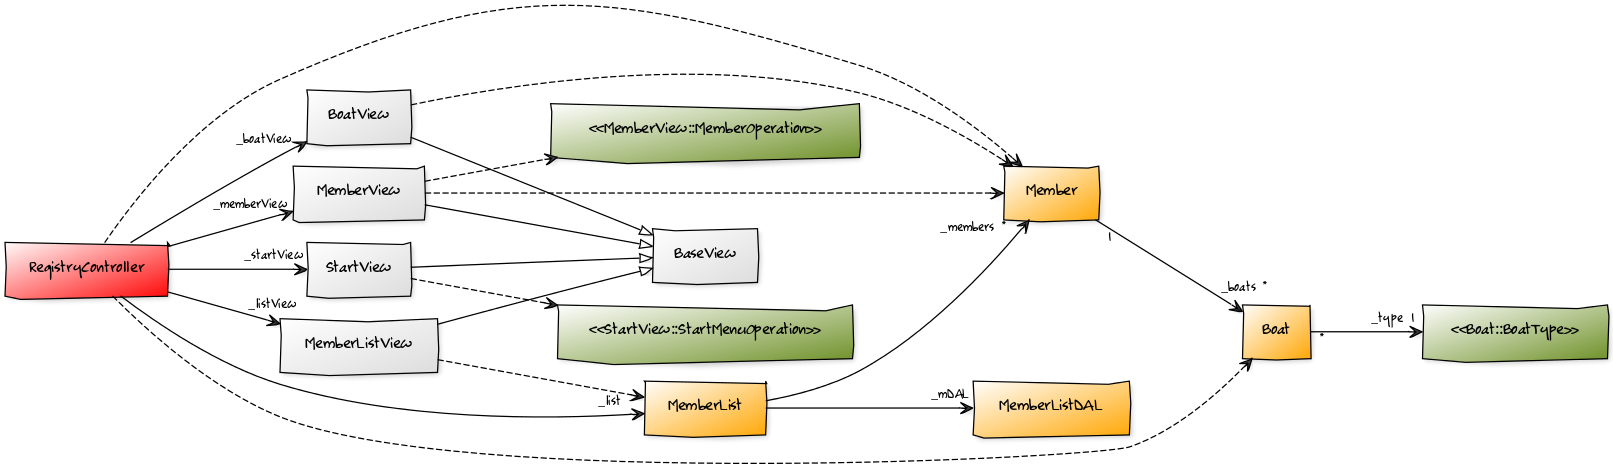 BoatView
<<MemberView::MemberOperation>>
_boatView
MemberView
Member
_memberView
_members *
1
_startView
BaseView
RegistryController
StartView
_boats *
_listView
_type 1
<<StartView::StartMenuOperation>>
Boat
<<Boat::BoatType>>
*
MemberListView
_list
_mDAL
MemberList
MemberListDAL